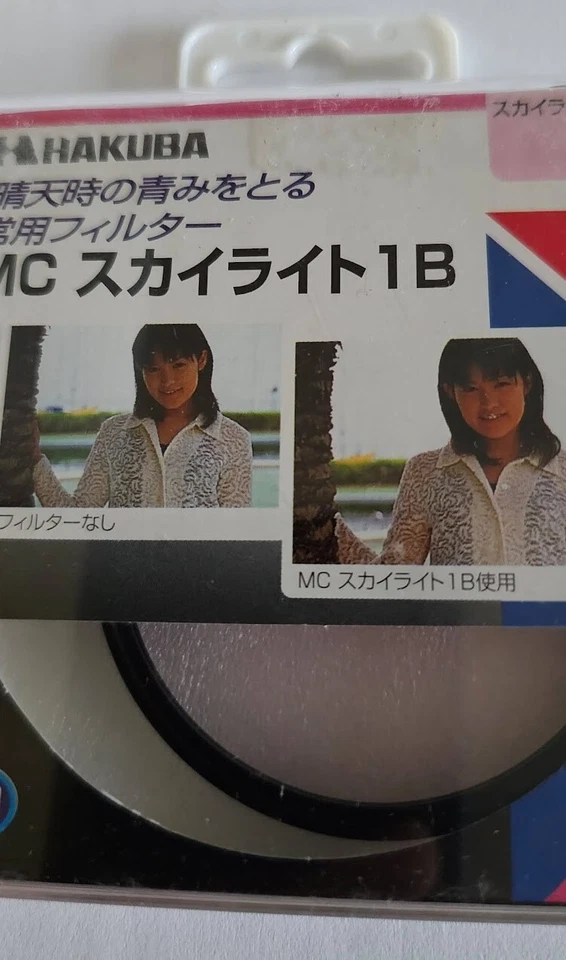 HAKUBA
スカイラ
晴天時の青みをとる
常用フィルター
MC スカイライト1B
フィルターなし
MC スカイライト1B使用